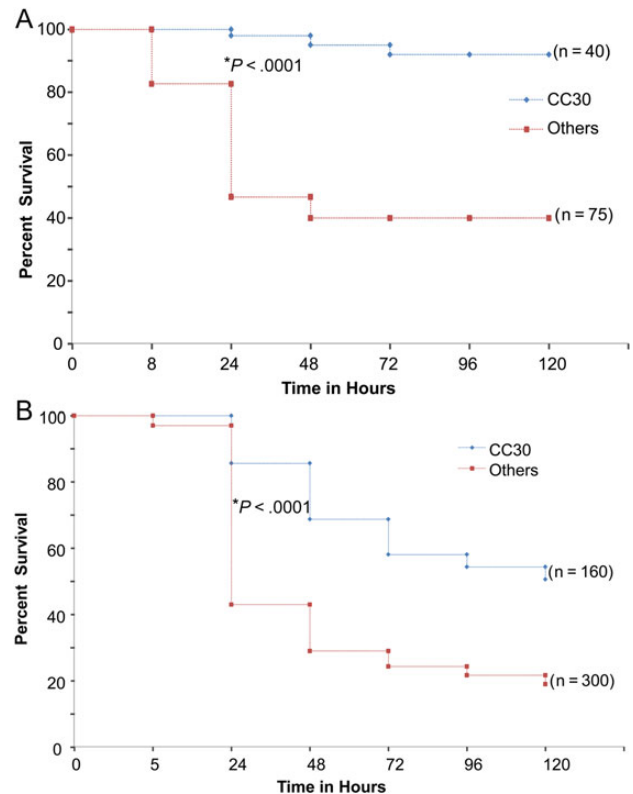 A
100
80
60
40
20
0
Percent Survival
*P < .0001
(n = 40)
CC30
Others
(n = 75)
0 8 24 48 72 96 120
Time in Hours
B
100
80
60
40
20
0
Percent Survival
CC30
Others
*P < .0001
(n = 160)
(n = 300)
0 5 24 48 72 96 120
Time in Hours